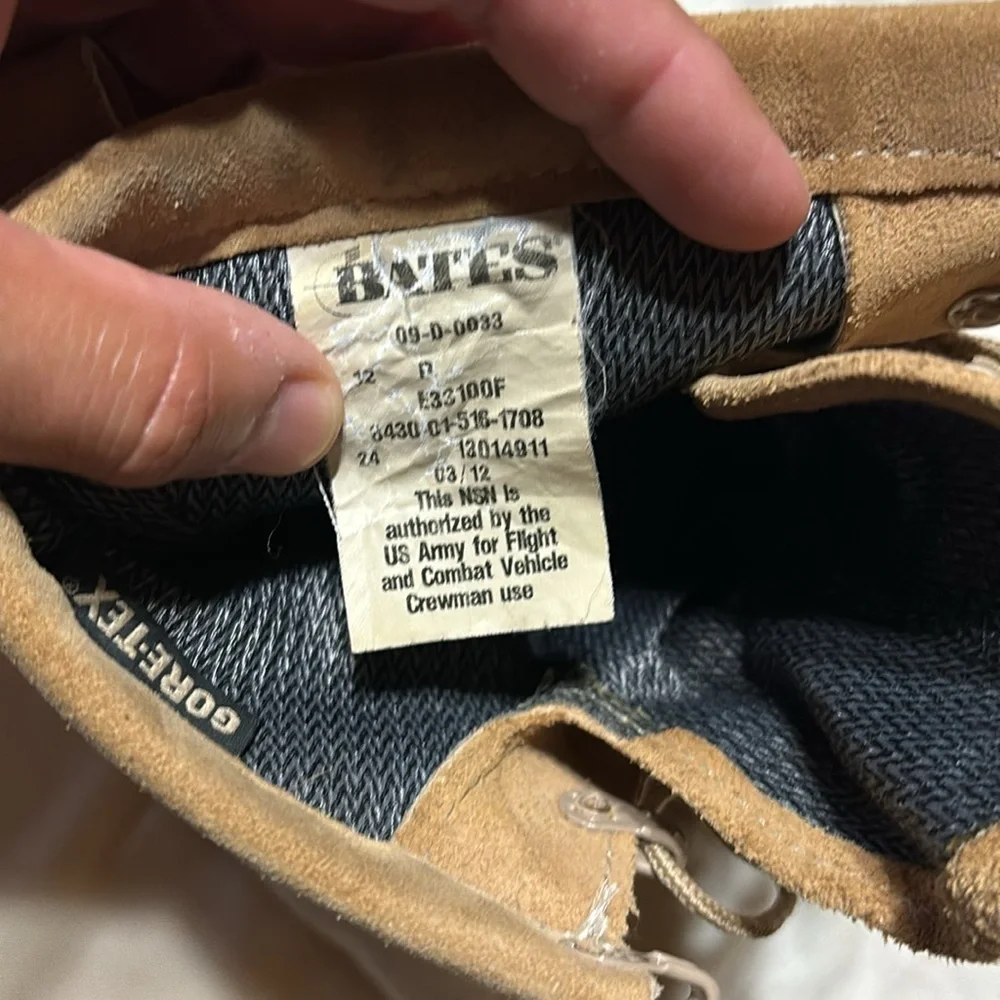 BATES
09-D-0033
12 D
E33100F
8430-01-516-1708
24 13014911
03/12
This NSN is
authorized by the
US Army for Flight
and Combat Vehicle
Crewman use
GORE-TEX®